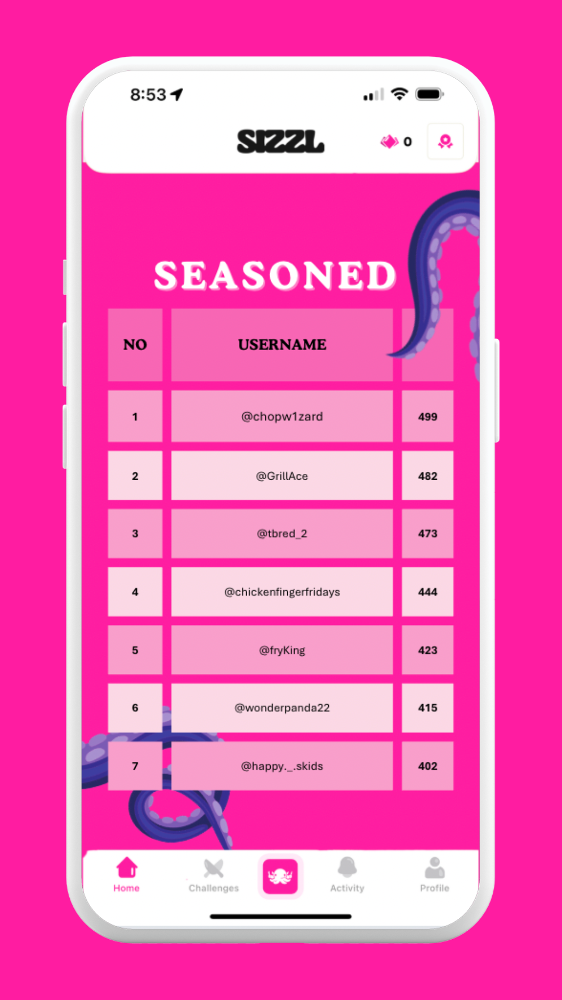 8:53
SIZZL
0
SEASONED
NO USERNAME
1 @chopw1zard 499
2 @GrillAce 482
3 @tbred_2 473
4 @chickenfingerfridays 444
5 @fryKing 423
6 @wonderpanda22 415
7 @happy._.skids 402
Home Challenges Activity Profile